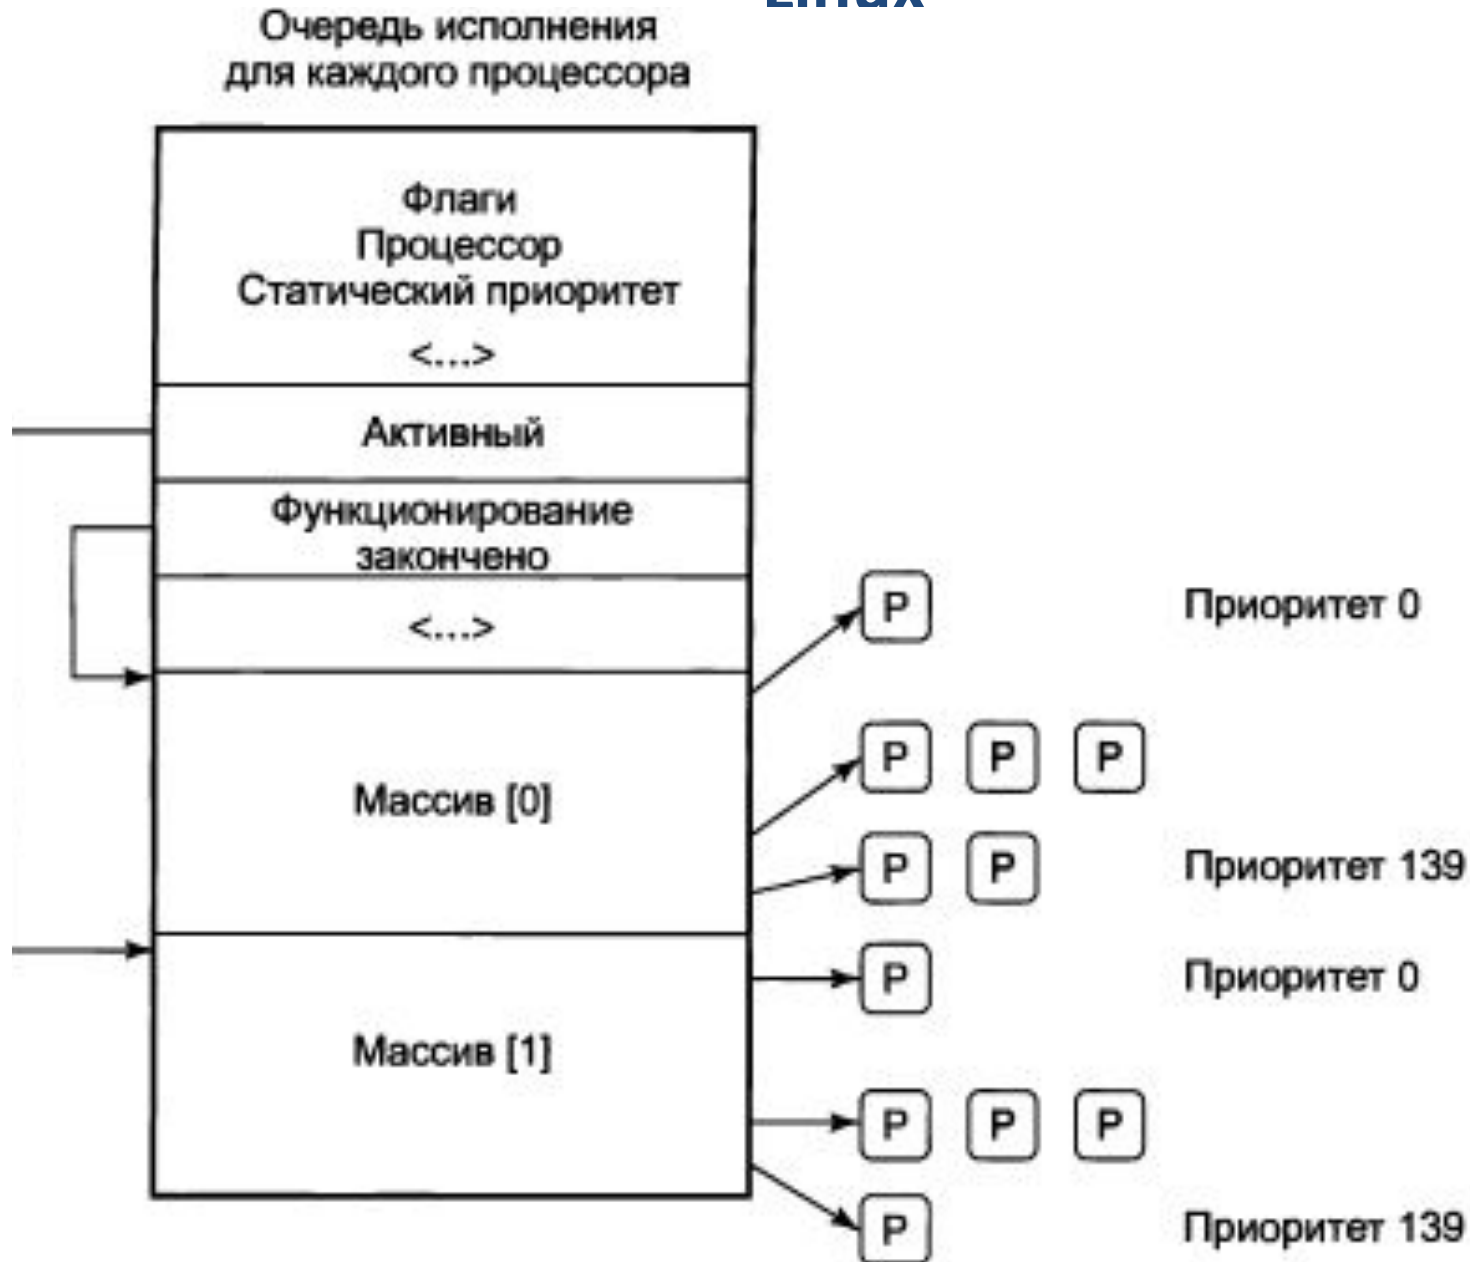 Linux
Очередь исполнения
для каждого процессора
Флаги
Процессор
Статический приоритет
<...>
Активный
Функционирование
закончено
<...>
P Приоритет 0
P P P
Массив [0]
P P Приоритет 139
P Приоритет 0
Массив [1]
P P P
P Приоритет 139